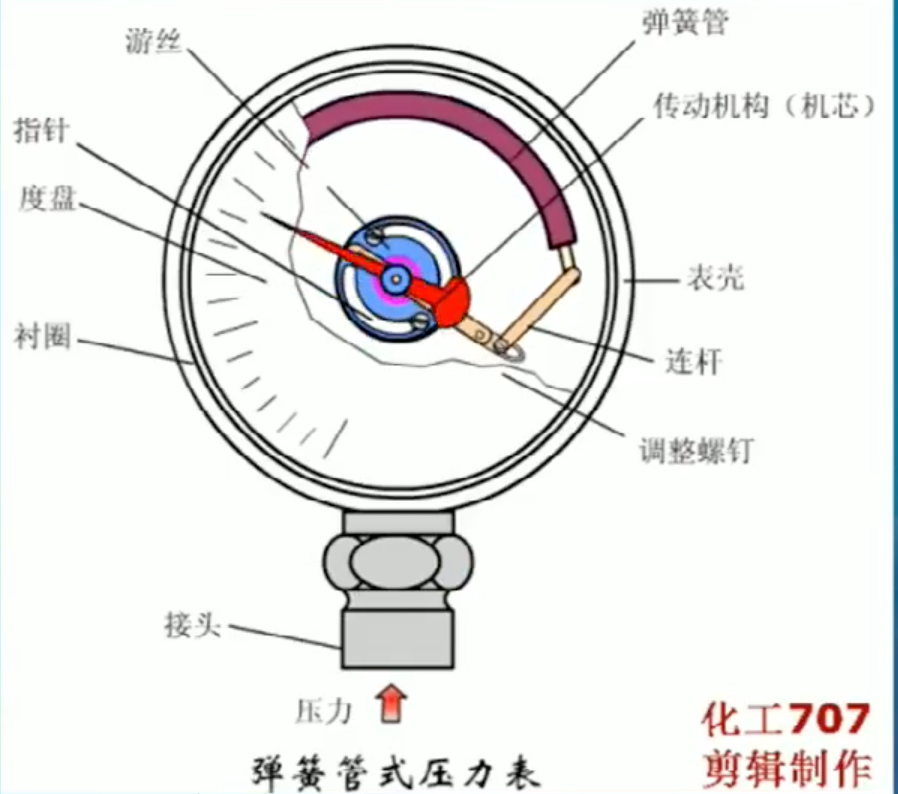 游丝
弹簧管
传动机构（机芯）
指针
度盘
表壳
衬圈
连杆
调整螺钉
接头
压力
弹簧管式压力表
化工707
剪辑制作